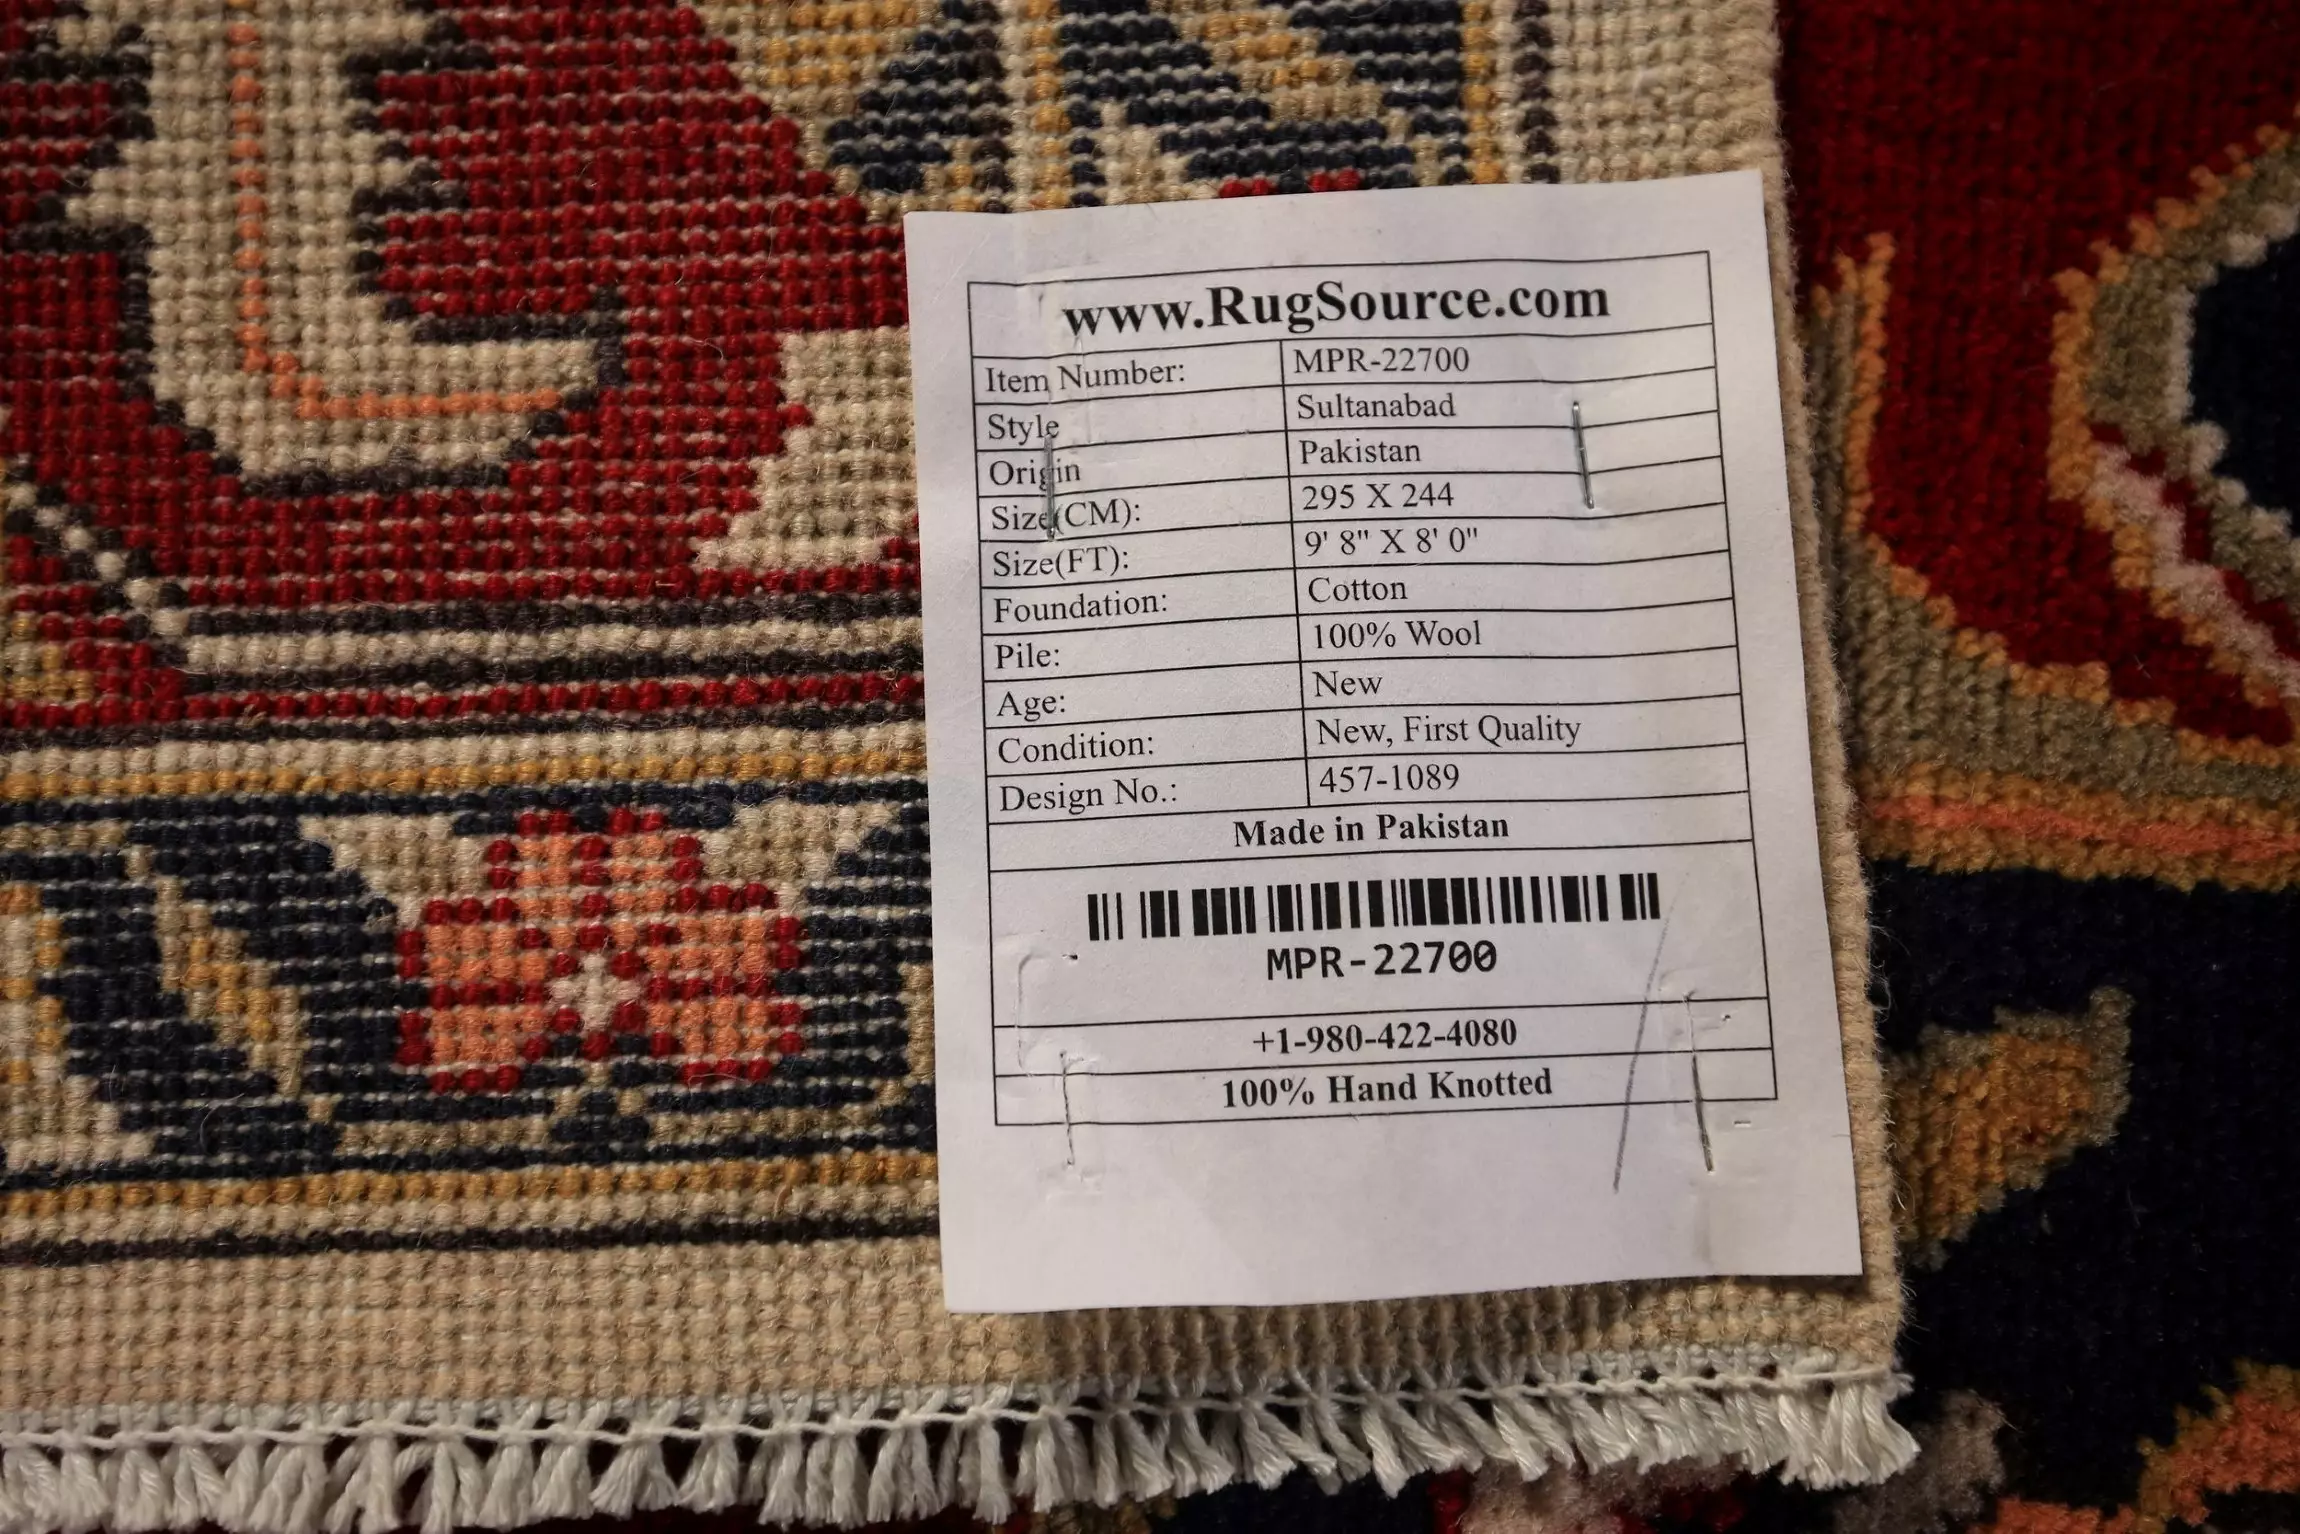 www.RugSource.com
Item Number: MPR-22700
Style Sultanabad
Origin Pakistan
Size(CM): 295 X 244
Size(FT): 9' 8" X 8' 0"
Foundation: Cotton
Pile: 100% Wool
Age: New
Condition: New, First Quality
Design No.: 457-1089
Made in Pakistan
MPR-22700
+1-980-422-4080
100% Hand Knotted